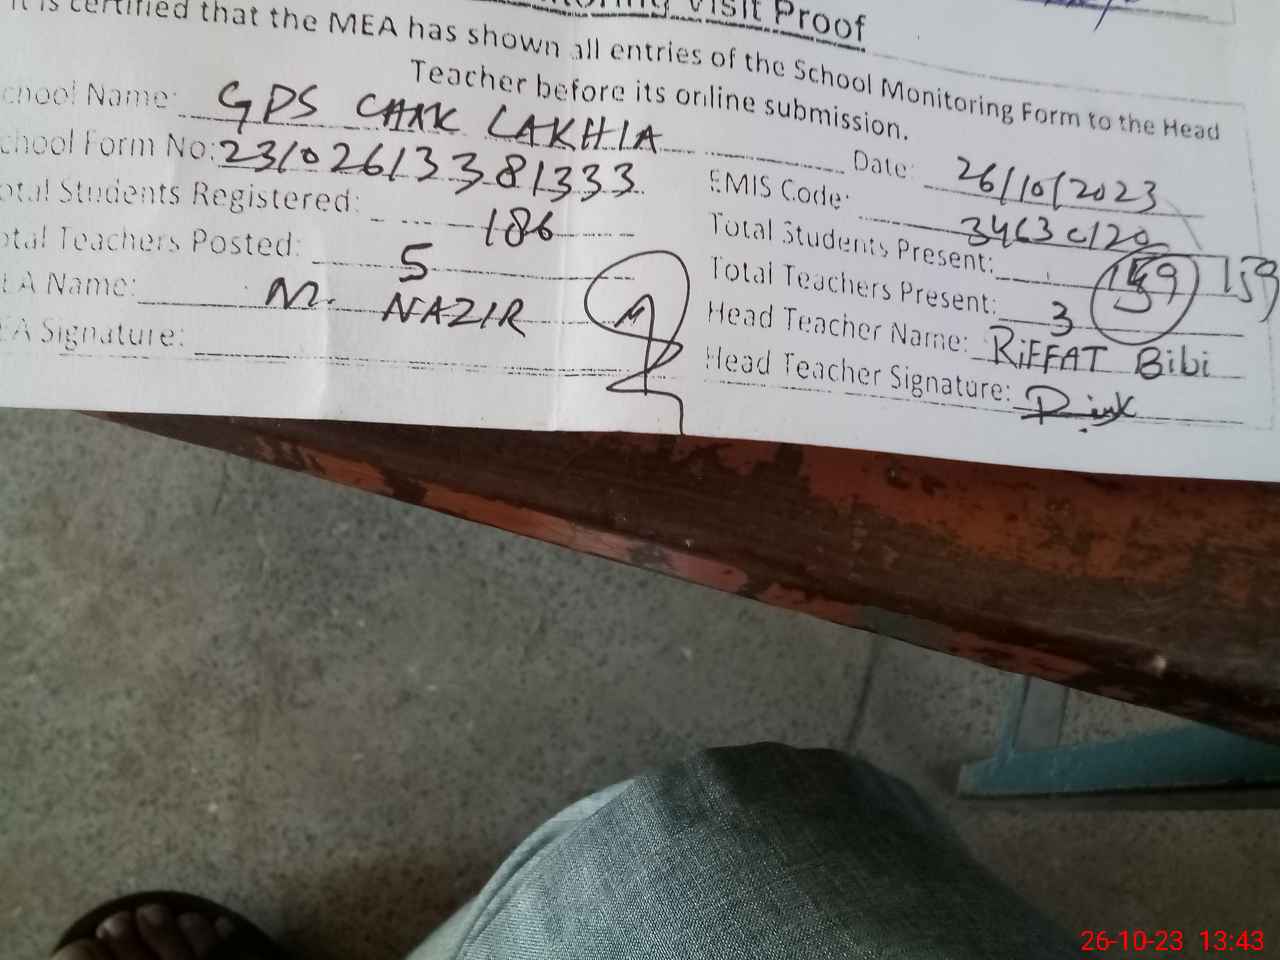 Visit Proof
It is certified that the MEA has shown all entries of the School Monitoring Form to the Head
Teacher before its online submission.
School Name: GPS CHAK LAKHIA Date: 26/10/2023
School Form No: 23102613381333 EMIS Code:
Total Students Registered: 186 Total Students Present: 159 159
Total Teachers Posted: 5 Total Teachers Present: 3
EA Name: M. NAZIR Head Teacher Name: RiFFAT Bibi
EA Signature: Head Teacher Signature:
26-10-23 13:43